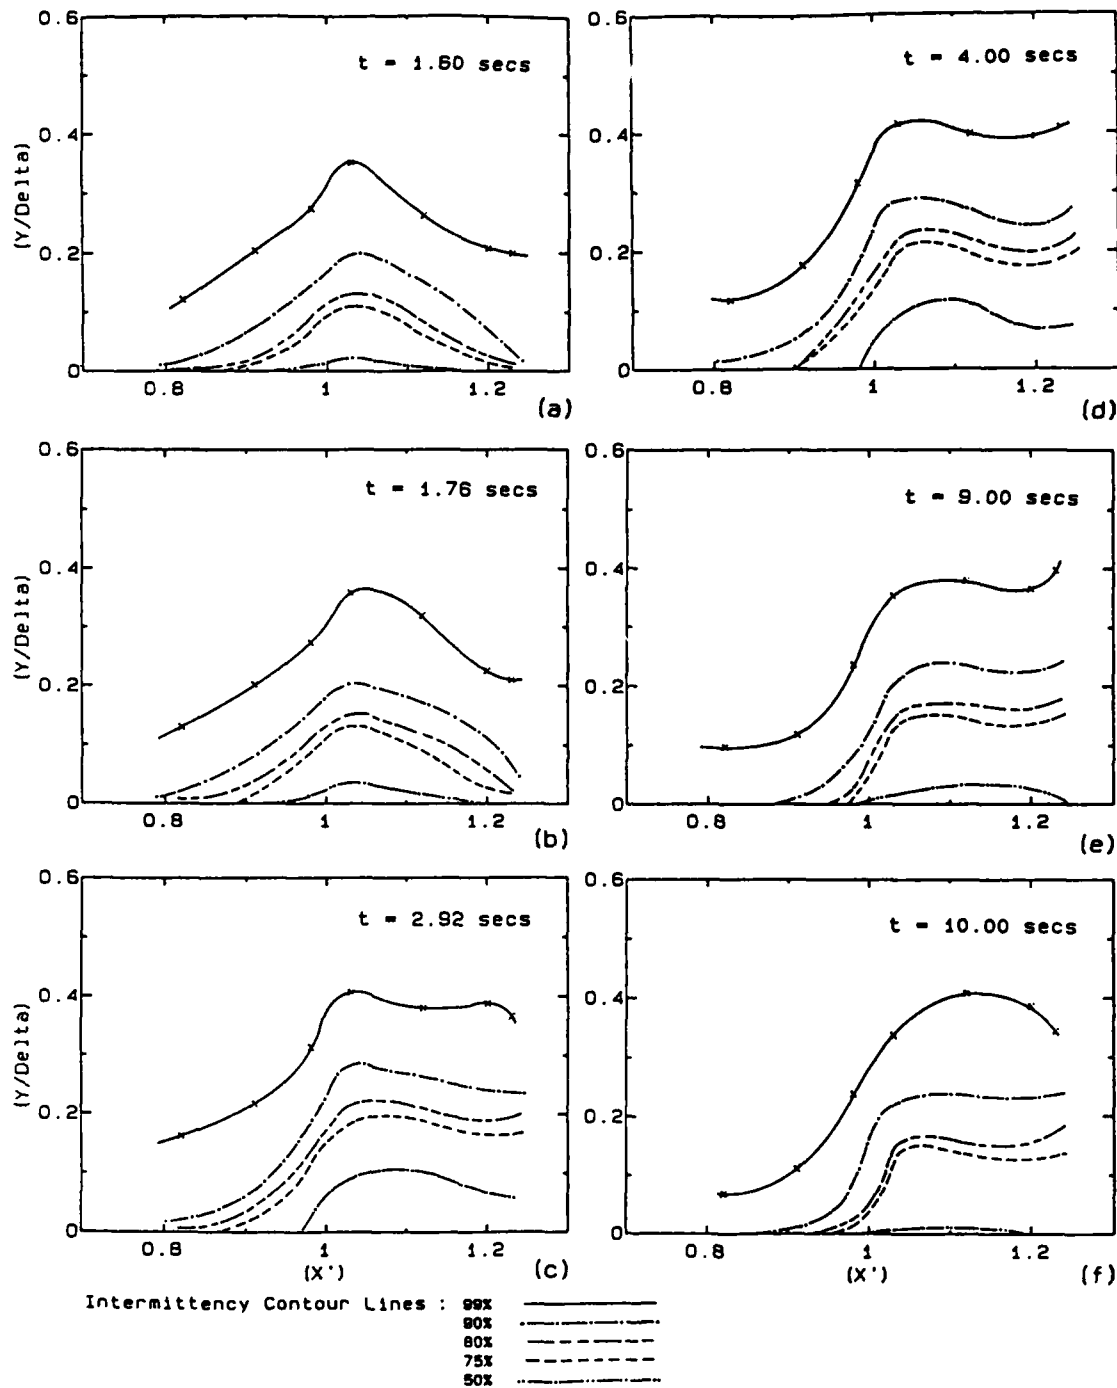 0.6
0.4
0.2
0
(Y/Delta)
t = 1.60 secs
0.8
1
1.2
(a)
0.6
0.4
0.2
0
t = 4.00 secs
0.8
1
1.2
(d)
0.6
0.4
0.2
0
(Y/Delta)
t = 1.76 secs
0.8
1
1.2
(b)
0.6
0.4
0.2
0
t = 9.00 secs
0.8
1
1.2
(e)
0.6
0.4
0.2
0
(Y/Delta)
t = 2.92 secs
0.8
1
1.2
(X')
(c)
0.6
0.4
0.2
0
t = 10.00 secs
0.8
1
1.2
(X')
(f)
Intermittency Contour Lines :
99%
90%
80%
75%
50%